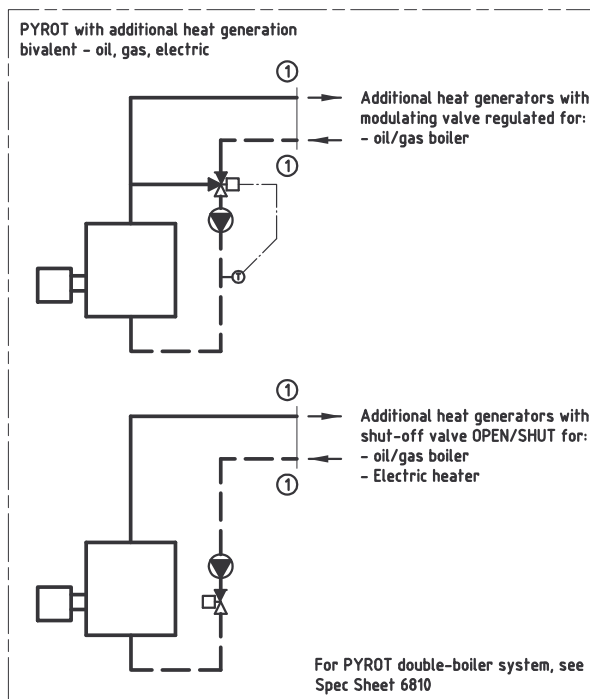 PYROT with additional heat generation
bivalent - oil, gas, electric
1
Additional heat generators with
modulating valve regulated for:
- oil/gas boiler
1
T
1
Additional heat generators with
shut-off valve OPEN/SHUT for:
- oil/gas boiler
- Electric heater
1
For PYROT double-boiler system, see
Spec Sheet 6810